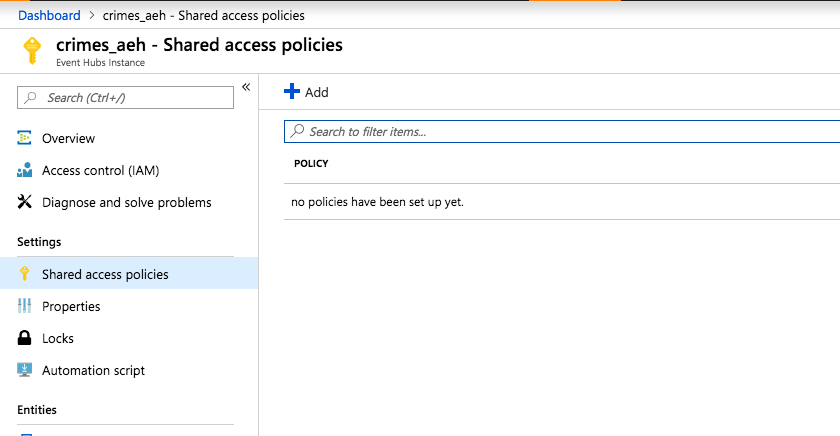 Dashboard > crimes_aeh - Shared access policies
crimes_aeh - Shared access policies
Event Hubs Instance
Search (Ctrl+/)
«
Overview
Access control (IAM)
Diagnose and solve problems
Settings
Shared access policies
Properties
Locks
Automation script
Entities
Add
Search to filter items...
POLICY
no policies have been set up yet.